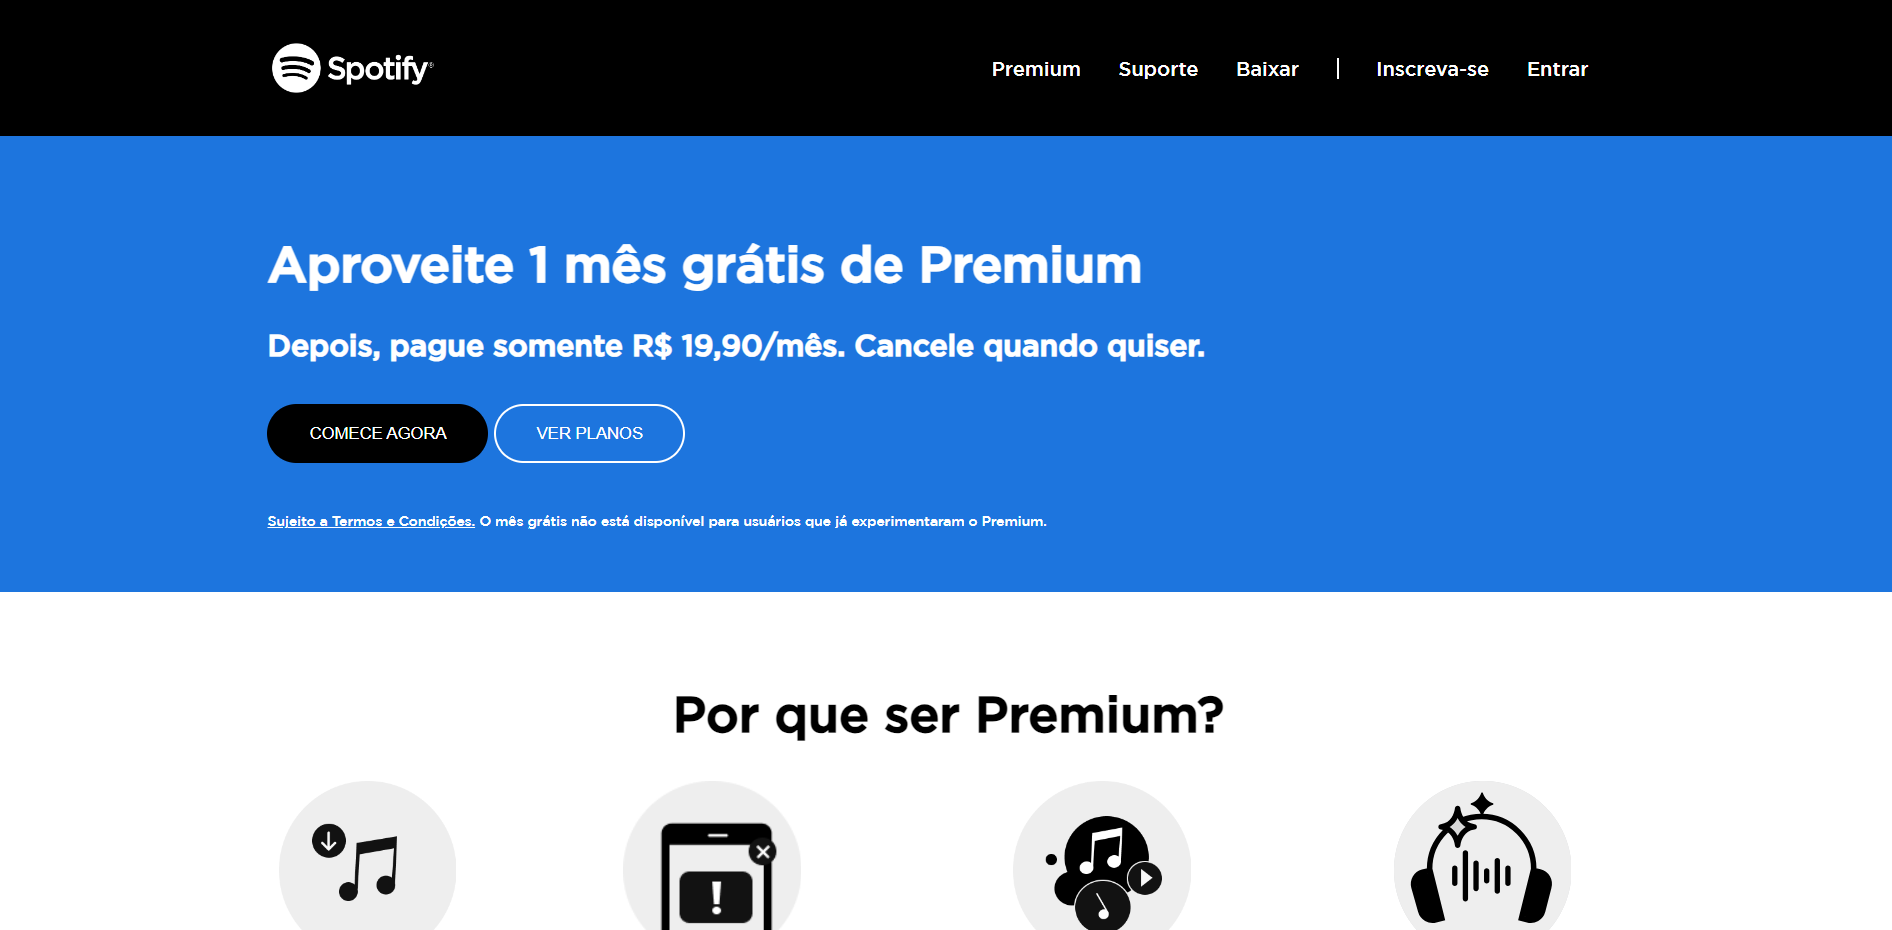 Spotify®
Premium Suporte Baixar | Inscreva-se Entrar
Aproveite 1 mês grátis de Premium
Depois, pague somente R$ 19,90/mês. Cancele quando quiser.
COMECE AGORA VER PLANOS
Sujeito a Termos e Condições. O mês grátis não está disponível para usuários que já experimentaram o Premium.
Por que ser Premium?